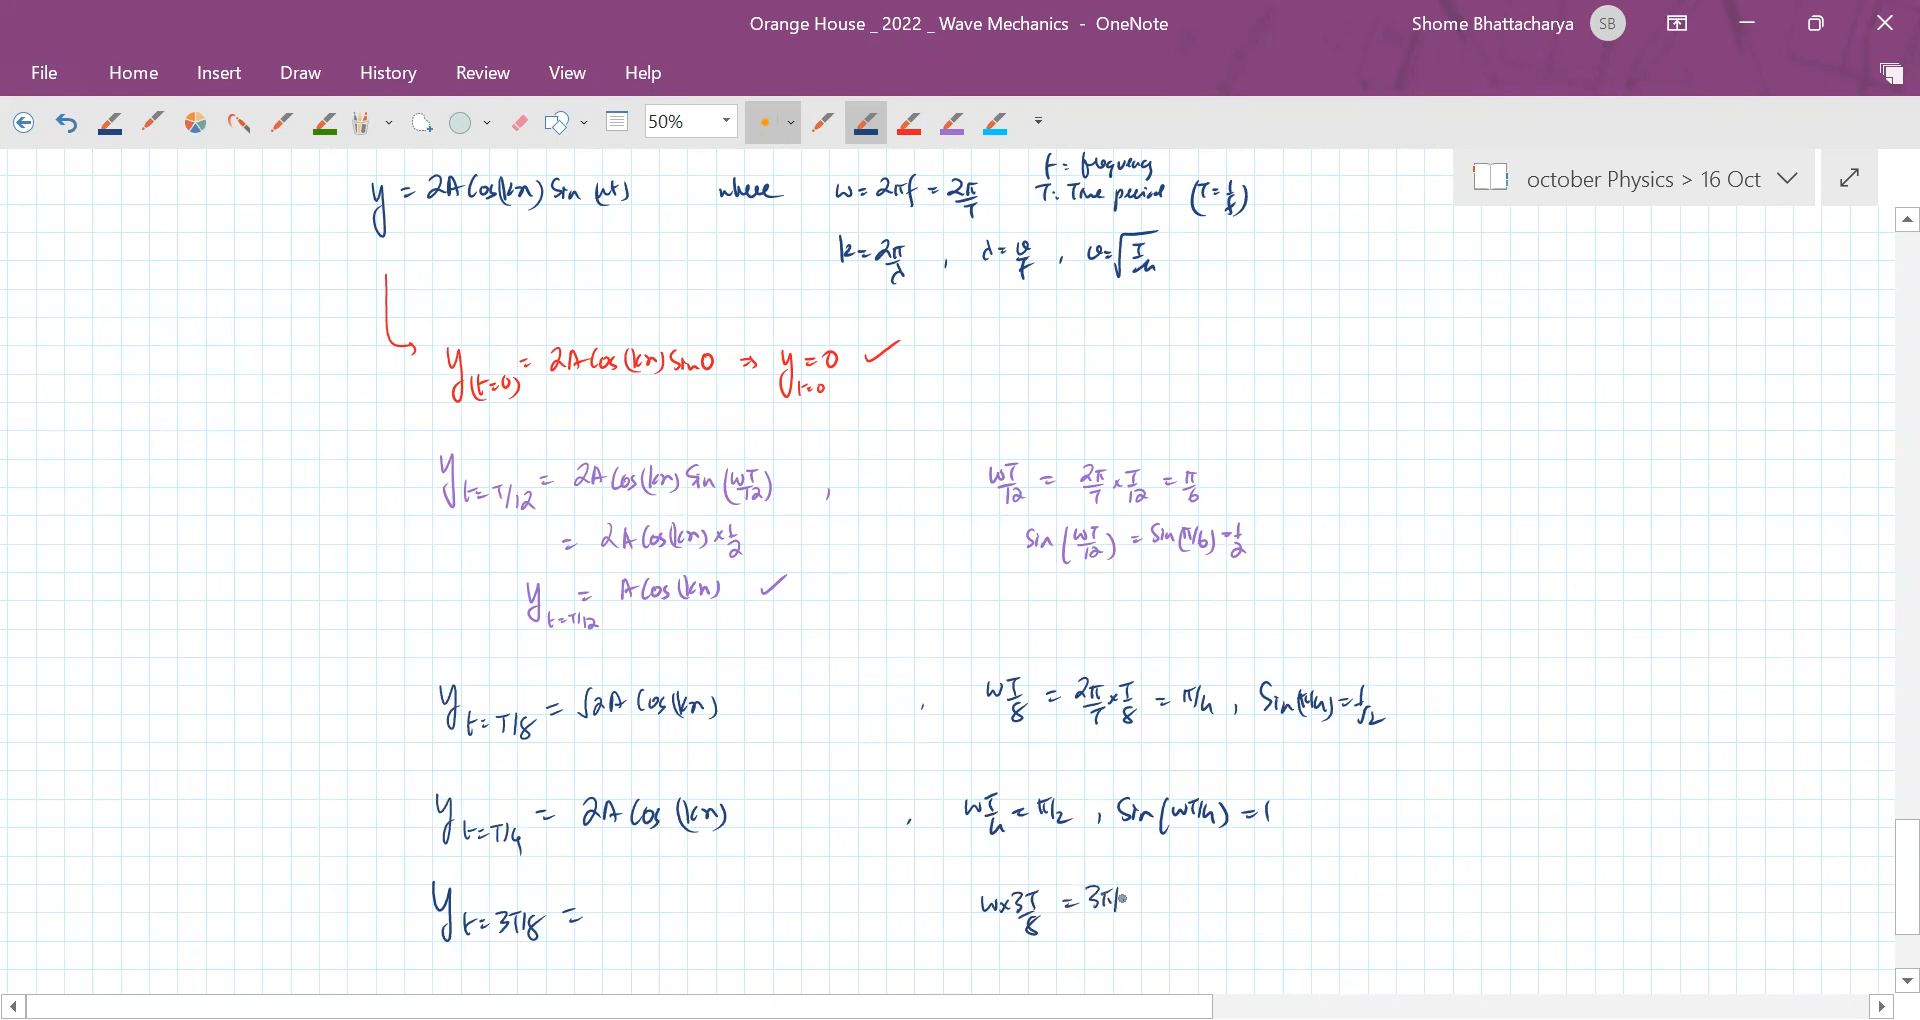 Orange House _ 2022 _ Wave Mechanics - OneNote
Shome Bhattacharya SB
File Home Insert Draw History Review View Help
50%
october Physics > 16 Oct
f = frequency
y = 2A Cos(kx) Sin (ωt) where ω = 2πf = 2π/T T: Time period (T = 1/f)
k = 2π/λ , λ = v/f , v = √T/μ
y(t=0) = 2A Cos(kx) Sin 0 ⇒ y t=0 = 0 ✓
y t=T/12 = 2A Cos(kx) Sin (ωT/12) , ωT/12 = 2π/T × T/12 = π/6
= 2A Cos(kx) × 1/2 Sin (ωT/12) = Sin(π/6) = 1/2
y t=T/12 = A Cos(kx) ✓
y t=T/8 = √2A Cos(kx) , ωT/8 = 2π/T × T/8 = π/4 , Sin(π/4) = 1/√2
y t=T/4 = 2A Cos (kx) , ωT/4 = π/2 , Sin(ωT/4) = 1
y t=3T/8 = ω×3T/8 = 3π/